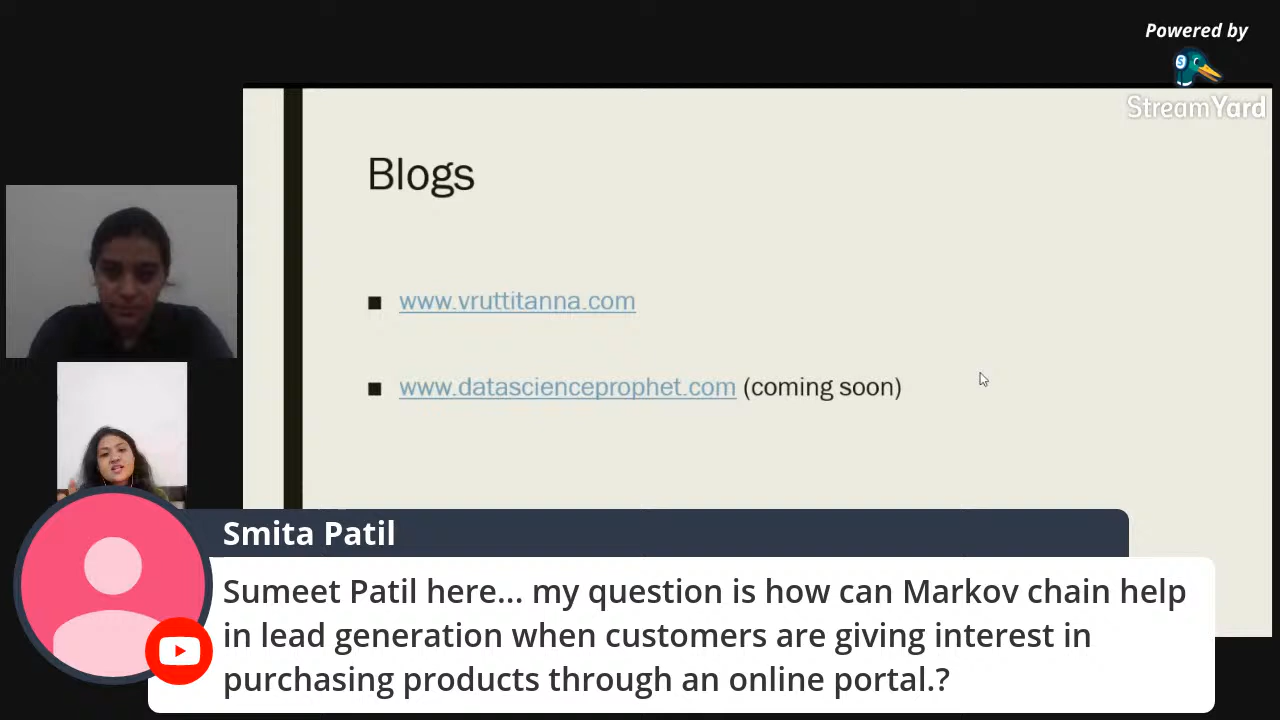 Powered by
StreamYard
Blogs
www.vruttitanna.com
www.datascienceprophet.com (coming soon)
Smita Patil
Sumeet Patil here... my question is how can Markov chain help
in lead generation when customers are giving interest in
purchasing products through an online portal.?